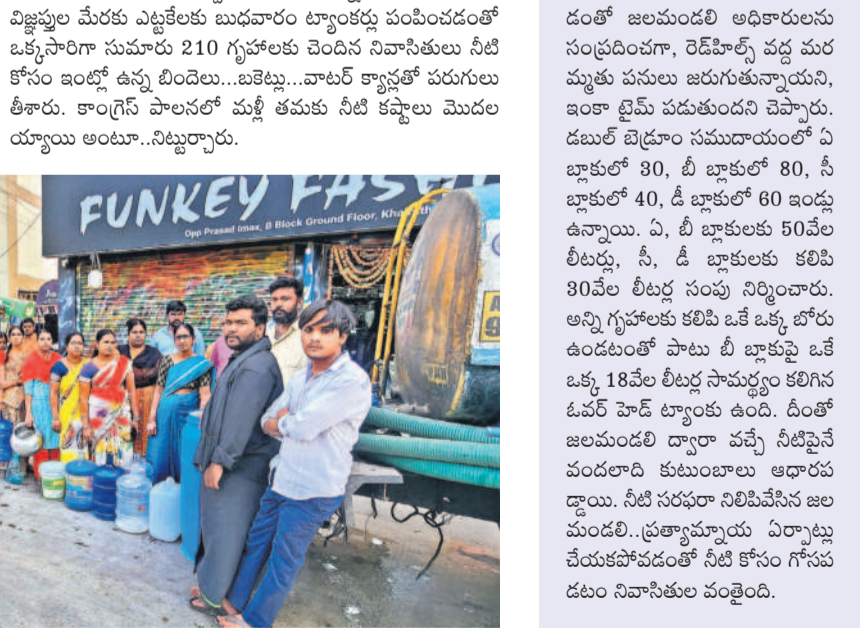 విజ్ఞప్తుల మేరకు ఎట్టకేలకు బుధవారం ట్యాంకర్లు పంపించడంతో
ఒక్కసారిగా సుమారు 210 గృహాలకు చెందిన నివాసితులు నీటి
కోసం ఇంట్లో ఉన్న బిందెలు...బకెట్లు...వాటర్ క్యాన్లతో పరుగులు
తీశారు. కాంగ్రెస్ పాలనలో మళ్లీ తమకు నీటి కష్టాలు మొదల
య్యాయి అంటూ..నిట్టుర్చారు.
FUNKEY FASH
Opp Prasad Imax, B Block Ground Floor,
డంతో జలమండలి అధికారులను
సంప్రదించగా, రెడ్‌హిల్స్ వద్ద మర
మ్మతు పనులు జరుగుతున్నాయని,
ఇంకా టైమ్ పడుతుందని చెప్పారు.
డబుల్ బెడ్రూం సముదాయంలో ఏ
బ్లాకులో 30, బీ బ్లాకులో 80, సీ
బ్లాకులో 40, డీ బ్లాకులో 60 ఇండ్లు
ఉన్నాయి. ఏ, బీ బ్లాకులకు 50వేల
లీటర్లు, సీ, డీ బ్లాకులకు కలిపి
30వేల లీటర్ల సంపు నిర్మించారు.
అన్ని గృహాలకు కలిపి ఒకే ఒక్క బోరు
ఉండటంతో పాటు బీ బ్లాకుపై ఒకే
ఒక్క 18వేల లీటర్ల సామర్థ్యం కలిగిన
ఓవర్ హెడ్ ట్యాంకు ఉంది. దీంతో
జలమండలి ద్వారా వచ్చే నీటిపైనే
వందలాది కుటుంబాలు ఆధారప
డ్డాయి. నీటి సరఫరా నిలిపివేసిన జల
మండలి..ప్రత్యామ్నాయ ఏర్పాట్లు
చేయకపోవడంతో నీటి కోసం గోసప
డటం నివాసితుల వంతైంది.